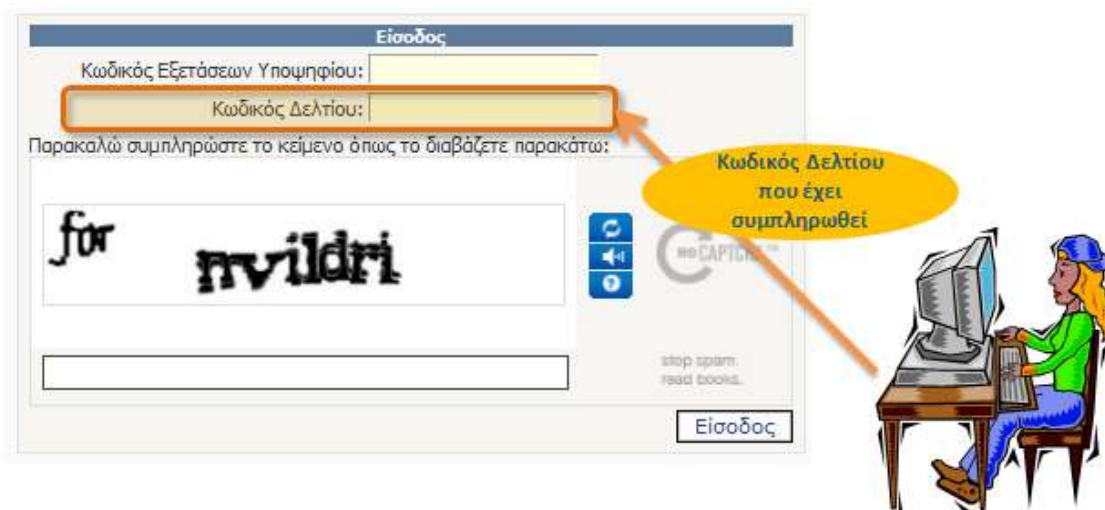 Είσοδος
Κωδικός Εξετάσεων Υποψηφίου:
Κωδικός Δελτίου:
Παρακαλώ συμπληρώστε το κείμενο όπως το διαβάζετε παρακάτω:
Κωδικός Δελτίου
που έχει
συμπληρωθεί
for nvildri
stop spam.
read books.
Είσοδος